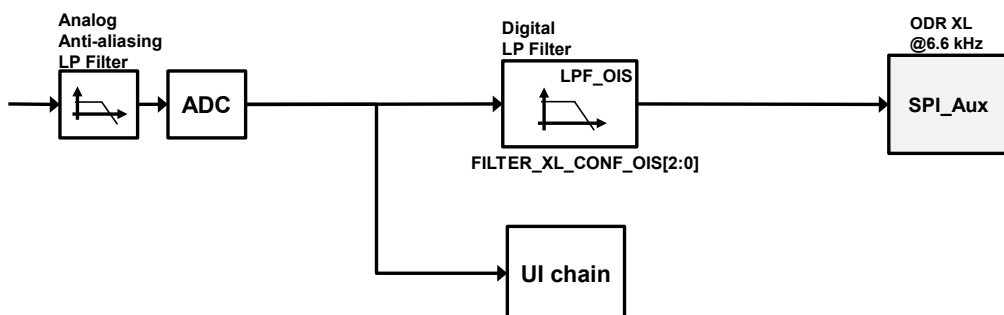 Analog
Anti-aliasing
LP Filter
ADC
Digital
LP Filter
LPF_OIS
FILTER_XL_CONF_OIS[2:0]
ODR XL
@6.6 kHz
SPI_Aux
UI chain